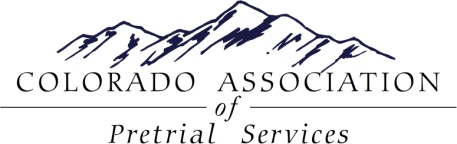 COLORADO ASSOCIATION
of
Pretrial Services